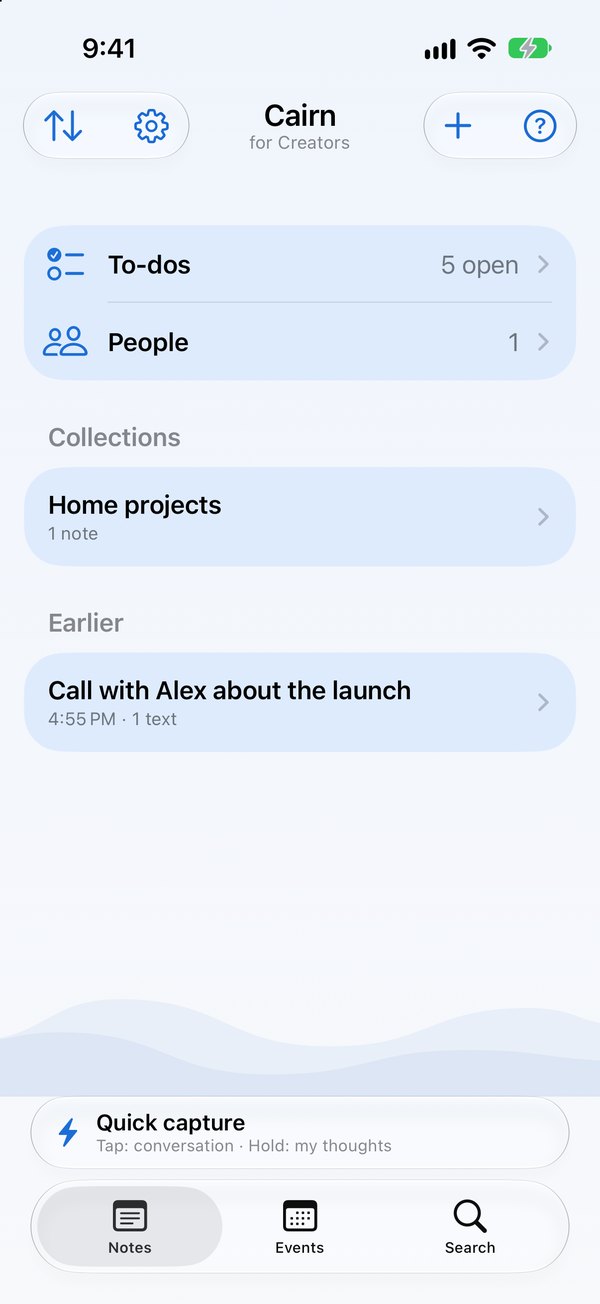 9:41
Cairn
for Creators
To-dos
5 open
People
1
Collections
Home projects
1 note
Earlier
Call with Alex about the launch
4:55 PM · 1 text
Quick capture
Tap: conversation · Hold: my thoughts
Notes
Events
Search